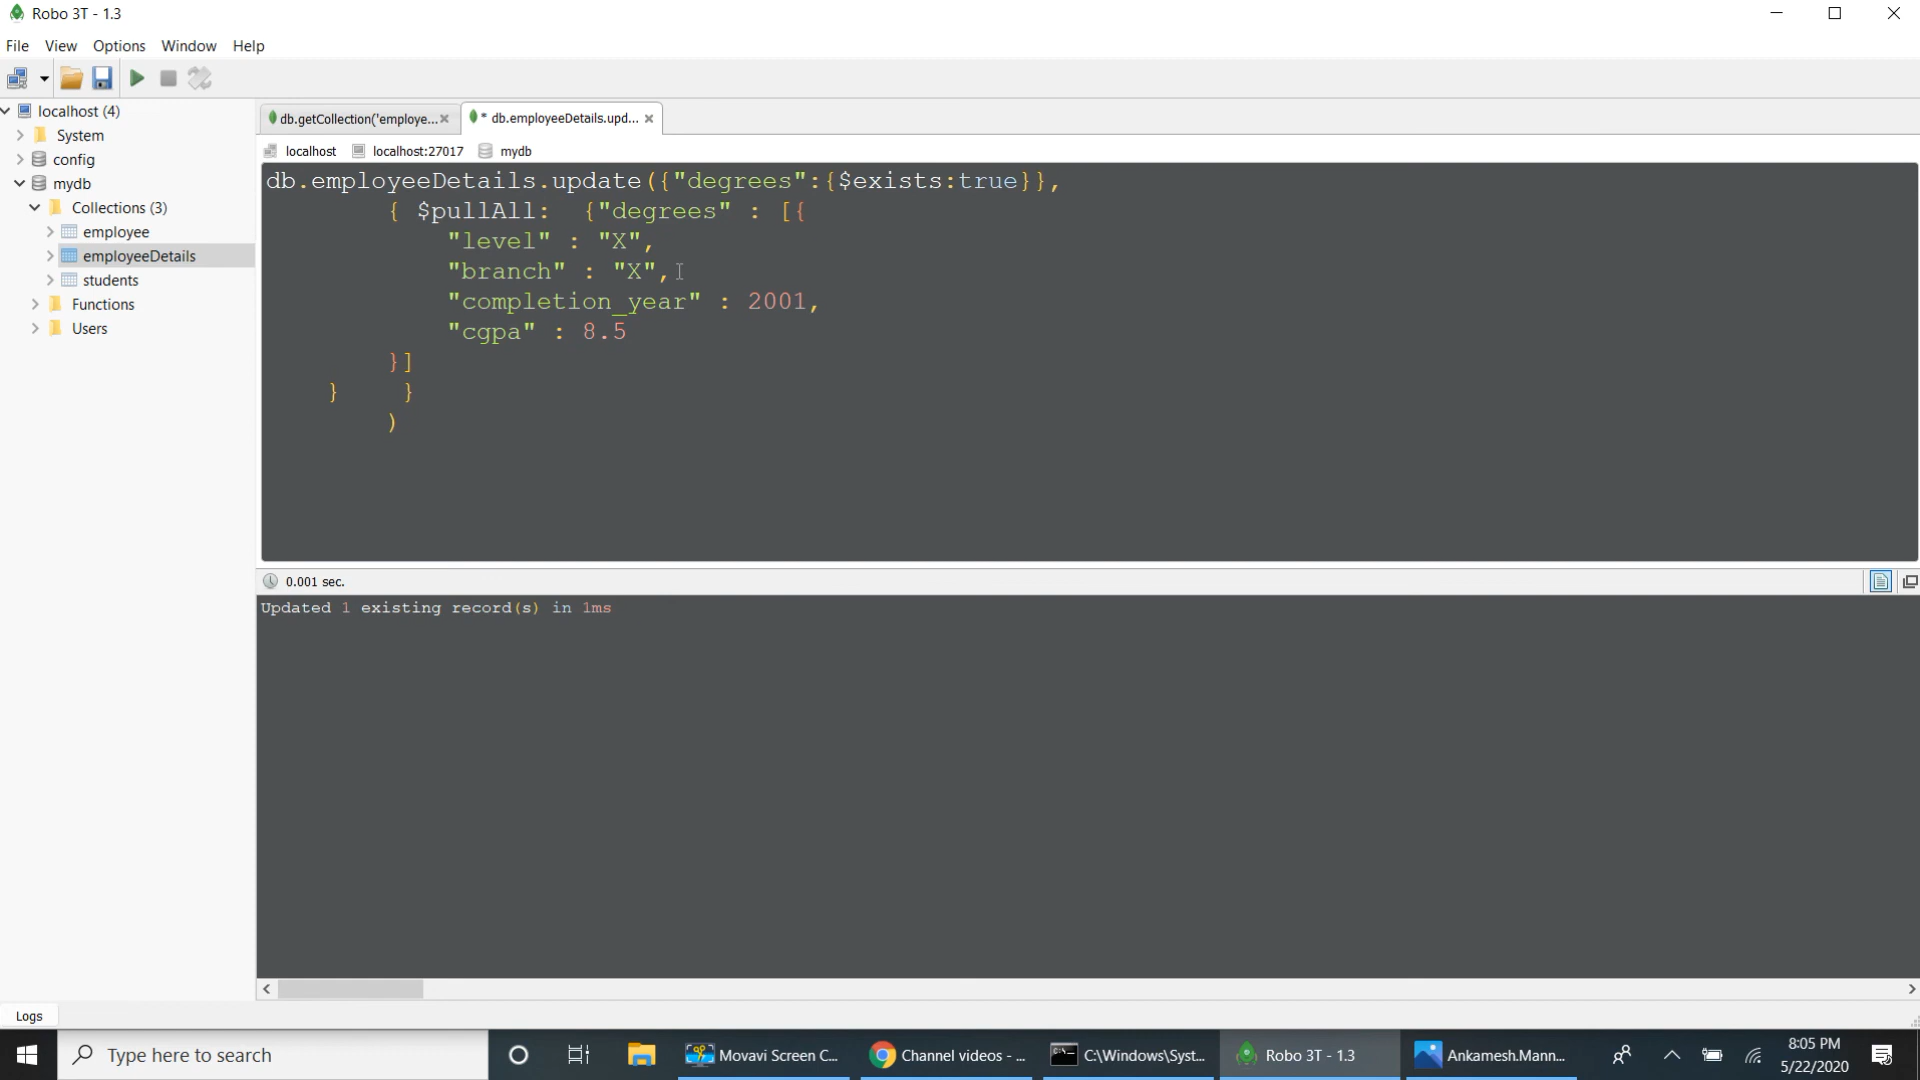 Robo 3T - 1.3
File View Options Window Help
localhost (4)
System
config
mydb
Collections (3)
employee
employeeDetails
students
Functions
Users
db.getCollection('employe...
* db.employeeDetails.upd...
localhost localhost:27017 mydb
db.employeeDetails.update({"degrees":{$exists:true}},
{ $pullAll: {"degrees" : [{
"level" : "X",
"branch" : "X",
"completion_year" : 2001,
"cgpa" : 8.5
}]
} }
)
0.001 sec.
Updated 1 existing record(s) in 1ms
Logs
Type here to search
Movavi Screen C...
Channel videos - ...
C:\Windows\Syst...
Robo 3T - 1.3
Ankamesh.Mann...
8:05 PM
5/22/2020